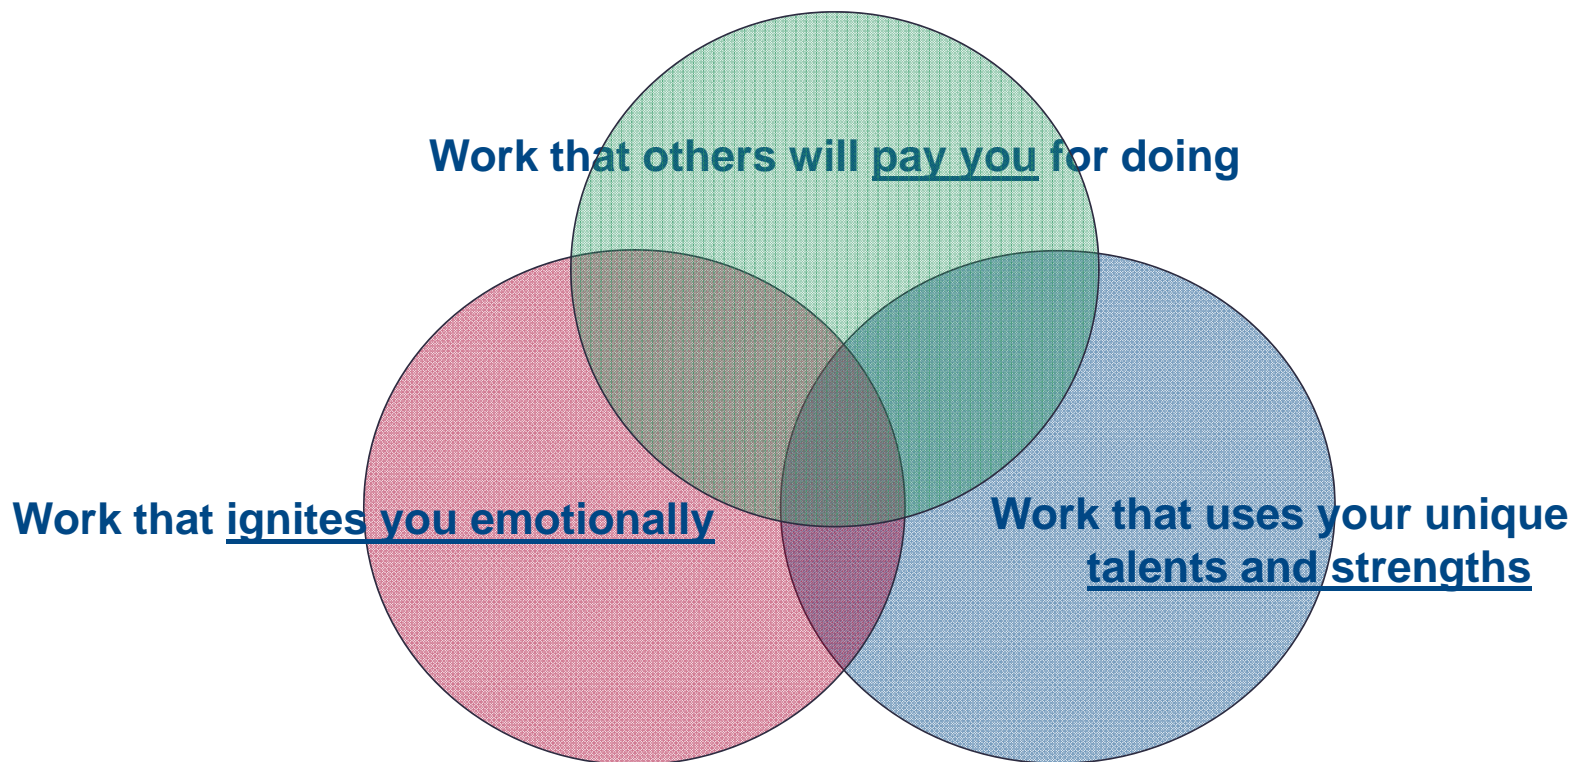 Work that others will pay you for doing
Work that ignites you emotionally
Work that uses your unique
talents and strengths